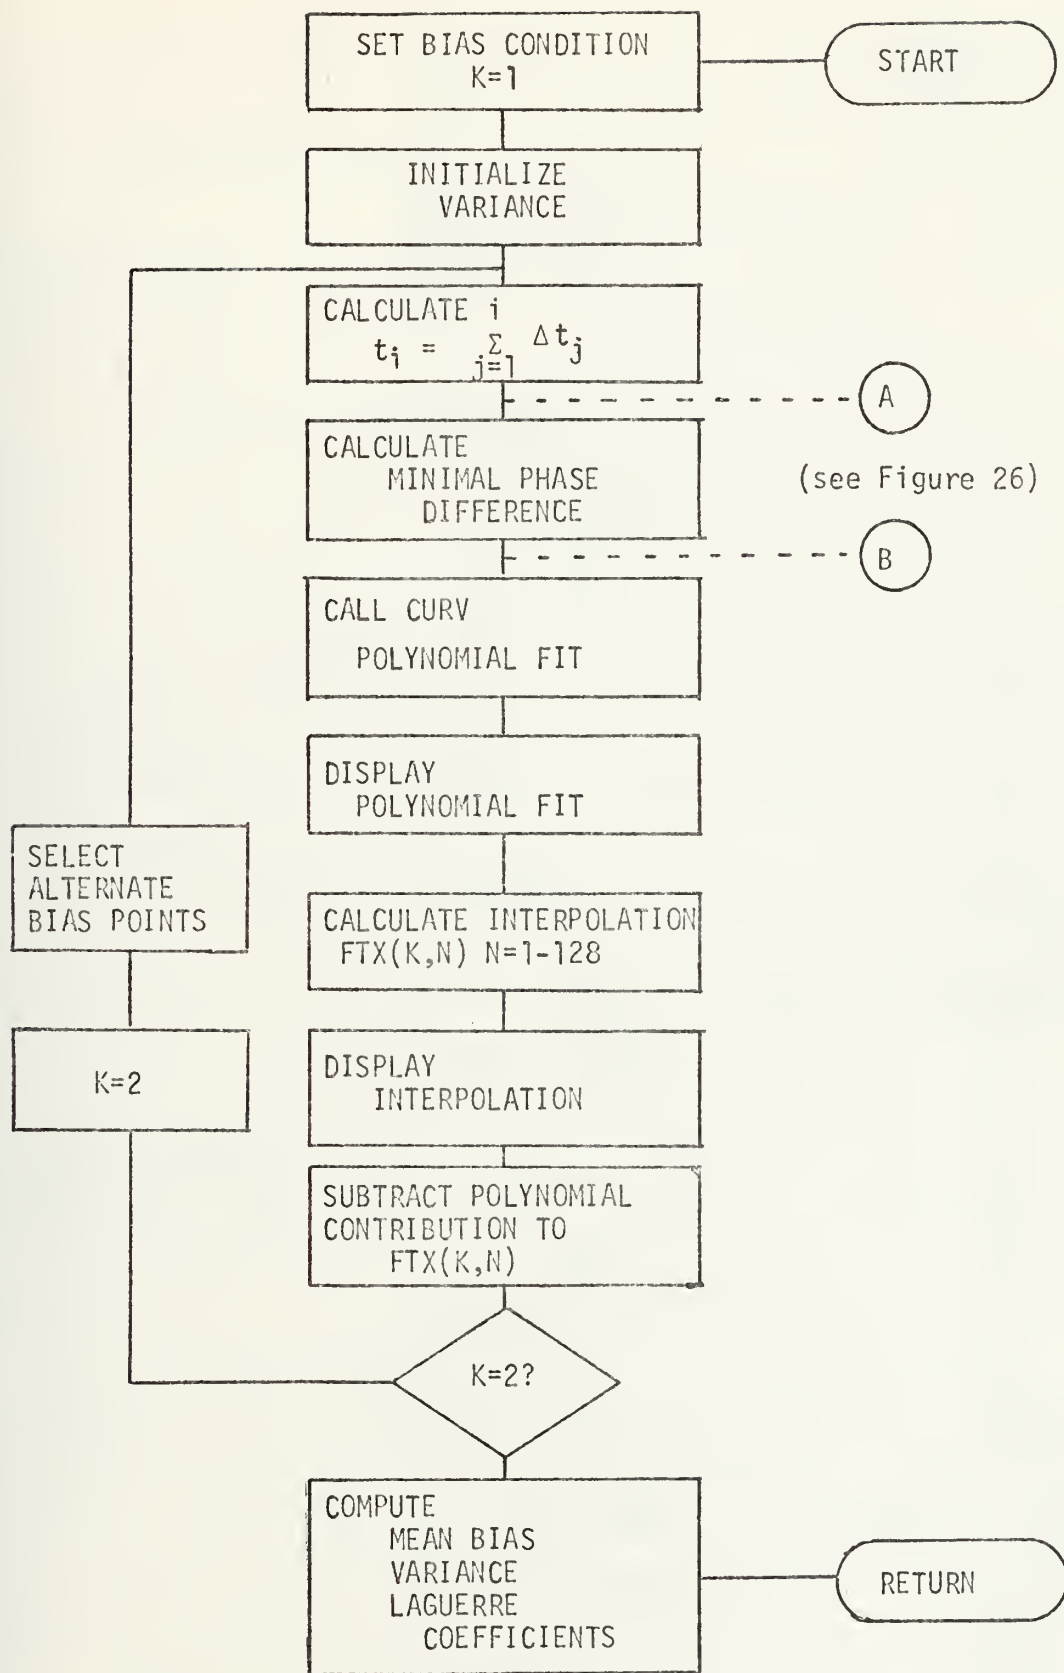 SET BIAS CONDITION
K=1
START
INITIALIZE
VARIANCE
CALCULATE i
t_i = Σ Δt_j
j=1
A
CALCULATE
MINIMAL PHASE
DIFFERENCE
(see Figure 26)
B
CALL CURV
POLYNOMIAL FIT
DISPLAY
POLYNOMIAL FIT
SELECT
ALTERNATE
BIAS POINTS
CALCULATE INTERPOLATION
FTX(K,N) N=1-128
K=2
DISPLAY
INTERPOLATION
SUBTRACT POLYNOMIAL
CONTRIBUTION TO
FTX(K,N)
K=2?
COMPUTE
MEAN BIAS
VARIANCE
LAGUERRE
COEFFICIENTS
RETURN